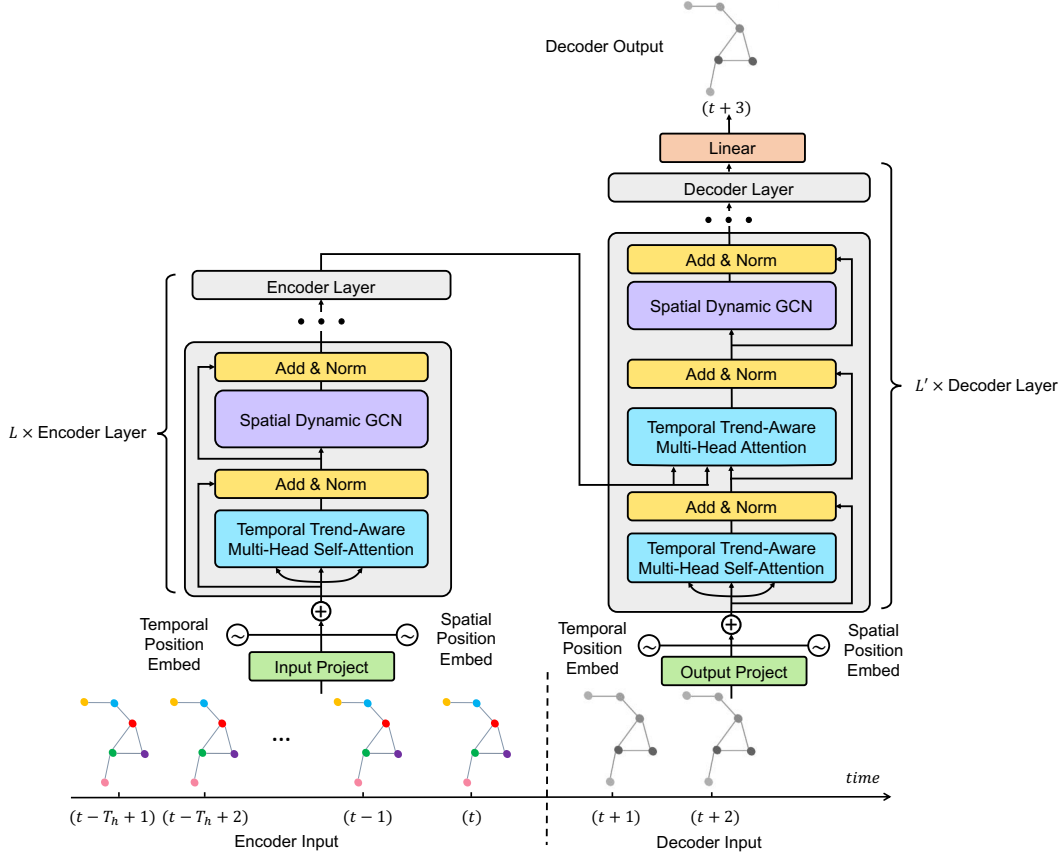 Decoder Output
(t + 3)
Linear
Decoder Layer
• • •
Add & Norm
Spatial Dynamic GCN
Add & Norm
Temporal Trend-Aware
Multi-Head Attention
Add & Norm
Temporal Trend-Aware
Multi-Head Self-Attention
L′ × Decoder Layer
Encoder Layer
• • •
Add & Norm
Spatial Dynamic GCN
Add & Norm
Temporal Trend-Aware
Multi-Head Self-Attention
L × Encoder Layer
+
Temporal
Position
Embed
~
~
Spatial
Position
Embed
Input Project
+
Temporal
Position
Embed
~
~
Spatial
Position
Embed
Output Project
...
time
(t − T_h + 1)
(t − T_h + 2)
(t − 1)
(t)
(t + 1)
(t + 2)
Encoder Input
Decoder Input